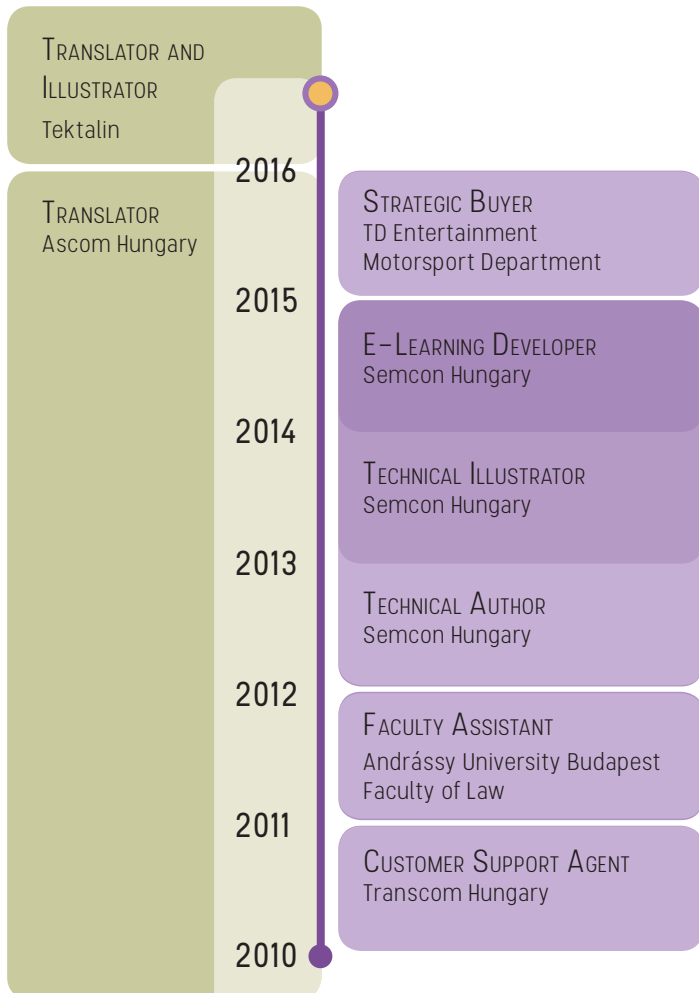 Translator and
Illustrator
Tektalin
2016
Translator
Ascom Hungary
Strategic Buyer
TD Entertainment
Motorsport Department
2015
E-Learning Developer
Semcon Hungary
2014
Technical Illustrator
Semcon Hungary
2013
Technical Author
Semcon Hungary
2012
Faculty Assistant
Andrássy University Budapest
Faculty of Law
2011
Customer Support Agent
Transcom Hungary
2010